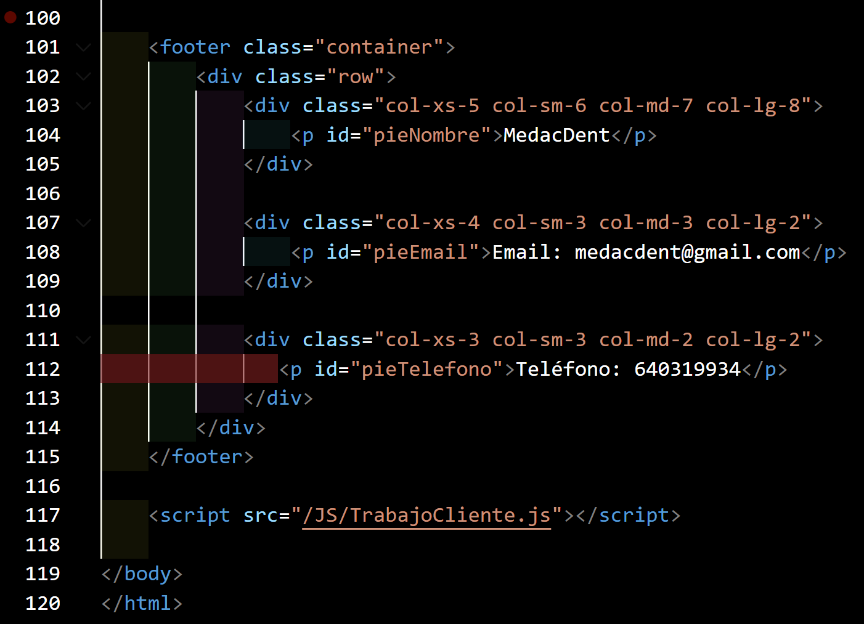 100
101 <footer class="container">
102 <div class="row">
103 <div class="col-xs-5 col-sm-6 col-md-7 col-lg-8">
104 <p id="pieNombre">MedacDent</p>
105 </div>
106
107 <div class="col-xs-4 col-sm-3 col-md-3 col-lg-2">
108 <p id="pieEmail">Email: medacdent@gmail.com</p>
109 </div>
110
111 <div class="col-xs-3 col-sm-3 col-md-2 col-lg-2">
112 <p id="pieTelefono">Teléfono: 640319934</p>
113 </div>
114 </div>
115 </footer>
116
117 <script src="/JS/TrabajoCliente.js"></script>
118
119 </body>
120 </html>